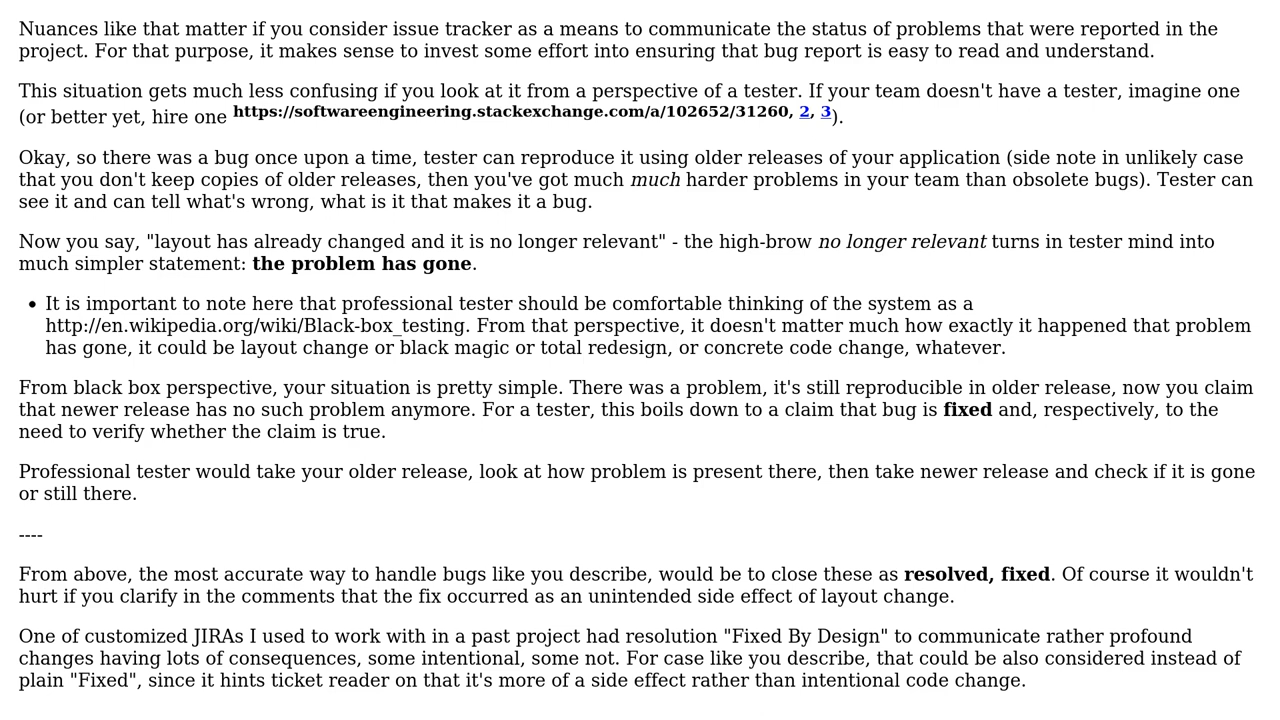 Nuances like that matter if you consider issue tracker as a means to communicate the status of problems that were reported in the
project. For that purpose, it makes sense to invest some effort into ensuring that bug report is easy to read and understand.
This situation gets much less confusing if you look at it from a perspective of a tester. If your team doesn't have a tester, imagine one
(or better yet, hire one https://softwareengineering.stackexchange.com/a/102652/31260, 2, 3).
Okay, so there was a bug once upon a time, tester can reproduce it using older releases of your application (side note in unlikely case
that you don't keep copies of older releases, then you've got much much harder problems in your team than obsolete bugs). Tester can
see it and can tell what's wrong, what is it that makes it a bug.
Now you say, "layout has already changed and it is no longer relevant" - the high-brow no longer relevant turns in tester mind into
much simpler statement: the problem has gone.
• It is important to note here that professional tester should be comfortable thinking of the system as a
http://en.wikipedia.org/wiki/Black-box_testing. From that perspective, it doesn't matter much how exactly it happened that problem
has gone, it could be layout change or black magic or total redesign, or concrete code change, whatever.
From black box perspective, your situation is pretty simple. There was a problem, it's still reproducible in older release, now you claim
that newer release has no such problem anymore. For a tester, this boils down to a claim that bug is fixed and, respectively, to the
need to verify whether the claim is true.
Professional tester would take your older release, look at how problem is present there, then take newer release and check if it is gone
or still there.
----
From above, the most accurate way to handle bugs like you describe, would be to close these as resolved, fixed. Of course it wouldn't
hurt if you clarify in the comments that the fix occurred as an unintended side effect of layout change.
One of customized JIRAs I used to work with in a past project had resolution "Fixed By Design" to communicate rather profound
changes having lots of consequences, some intentional, some not. For case like you describe, that could be also considered instead of
plain "Fixed", since it hints ticket reader on that it's more of a side effect rather than intentional code change.